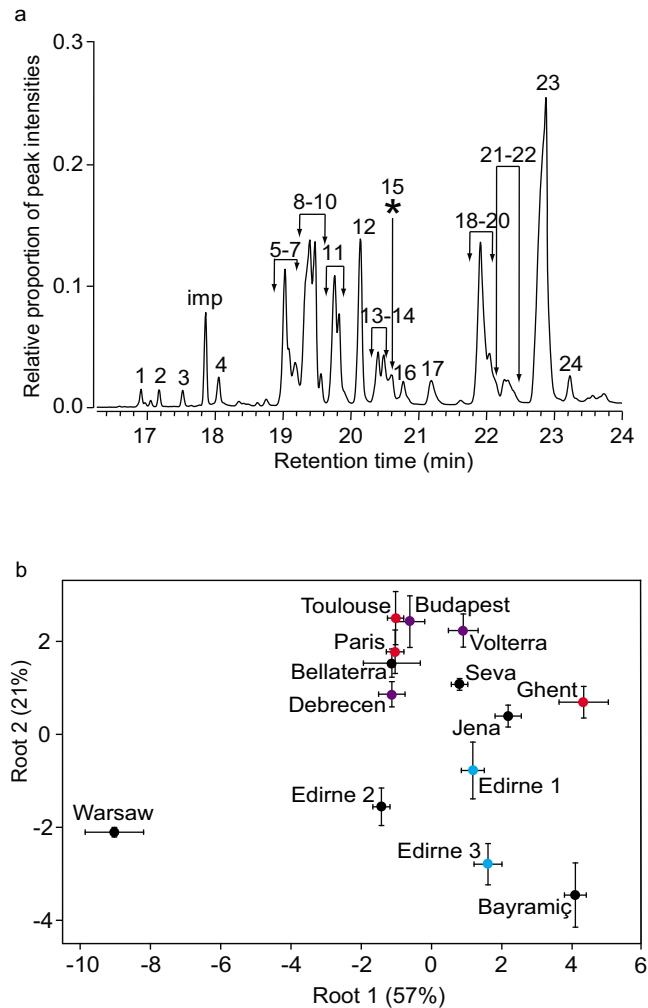 a
Relative proportion of peak intensities
0.3
0.2
0.1
0.0
1
2
3
imp
4
5-7
8-10
11
12
13-14
15
*
16
17
18-20
21-22
23
24
17
18
19
20
21
22
23
24
Retention time (min)
b
Root 2 (21%)
2
0
-2
-4
Toulouse
Budapest
Paris
Volterra
Bellaterra
Seva
Debrecen
Ghent
Jena
Edirne 1
Edirne 2
Warsaw
Edirne 3
Bayramiç
-10
-8
-6
-4
-2
0
2
4
6
Root 1 (57%)